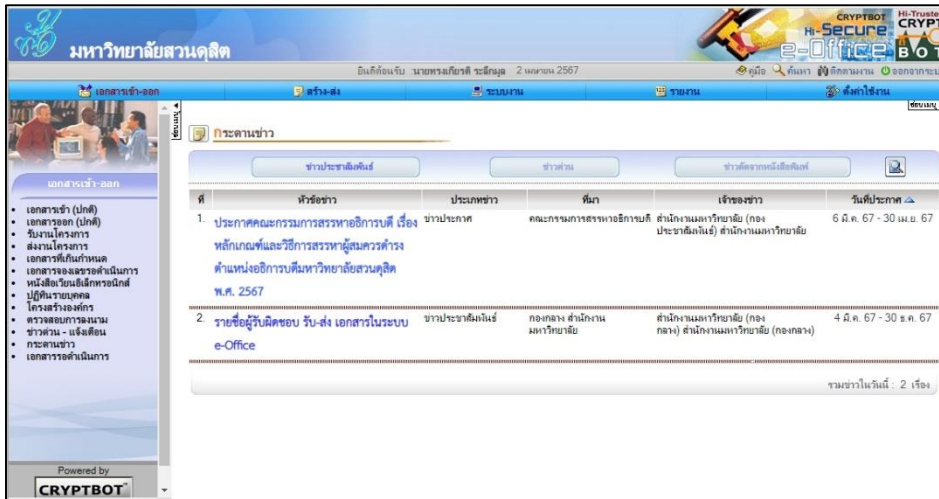 มหาวิทยาลัยสวนดุสิต
CRYPTBOT
Hi-Secure
e-Office
Hi-Truste
CRYPT
BOT
ยินดีต้อนรับ :นายทรงเกียรติ ระลึกมูล 2 เมษายน 2567
คู่มือ ค้นหา ติดตามงาน ออกจากระบ
เอกสารเข้า-ออก สร้าง-ส่ง ระบบงาน รายงาน ตั้งค่าใช้งาน
ซ่อนเมนู
ซ่อนเมนู
กระดานข่าว
ข่าวประชาสัมพันธ์ ข่าวด่วน ข่าวตัดจากหนังสือพิมพ์
เอกสารเข้า-ออก
เอกสารเข้า (ปกติ)
เอกสารออก (ปกติ)
รับงานโครงการ
ส่งงานโครงการ
เอกสารที่เกินกำหนด
เอกสารจองเลขรอดำเนินการ
หนังสือเวียนอิเล็กทรอนิกส์
ปฏิทินรายบุคคล
โครงสร้างองค์กร
ตรวจสอบการลงนาม
ข่าวด่วน - แจ้งเตือน
กระดานข่าว
เอกสารรอดำเนินการ
Powered by
CRYPTBOT
ที่ หัวข้อข่าว ประเภทข่าว ที่มา เจ้าของข่าว วันที่ประกาศ
1. ประกาศคณะกรรมการสรรหาอธิการบดี เรื่อง ข่าวประกาศ คณะกรรมการสรรหาอธิการบดี สำนักงานมหาวิทยาลัย (กอง 6 มี.ค. 67 - 30 เม.ย. 67
ประชาสัมพันธ์) สำนักงานมหาวิทยาลัย
หลักเกณฑ์และวิธีการสรรหาผู้สมควรดำรง
ตำแหน่งอธิการบดีมหาวิทยาลัยสวนดุสิต
พ.ศ. 2567
2. รายชื่อผู้รับผิดชอบ รับ-ส่ง เอกสารในระบบ ข่าวประชาสัมพันธ์ กองกลาง สำนักงาน สำนักงานมหาวิทยาลัย (กอง 4 มี.ค. 67 - 30 ธ.ค. 67
มหาวิทยาลัย กลาง) สำนักงานมหาวิทยาลัย (กองกลาง)
e-Office
รวมข่าวในวันนี้ : 2 เรื่อง